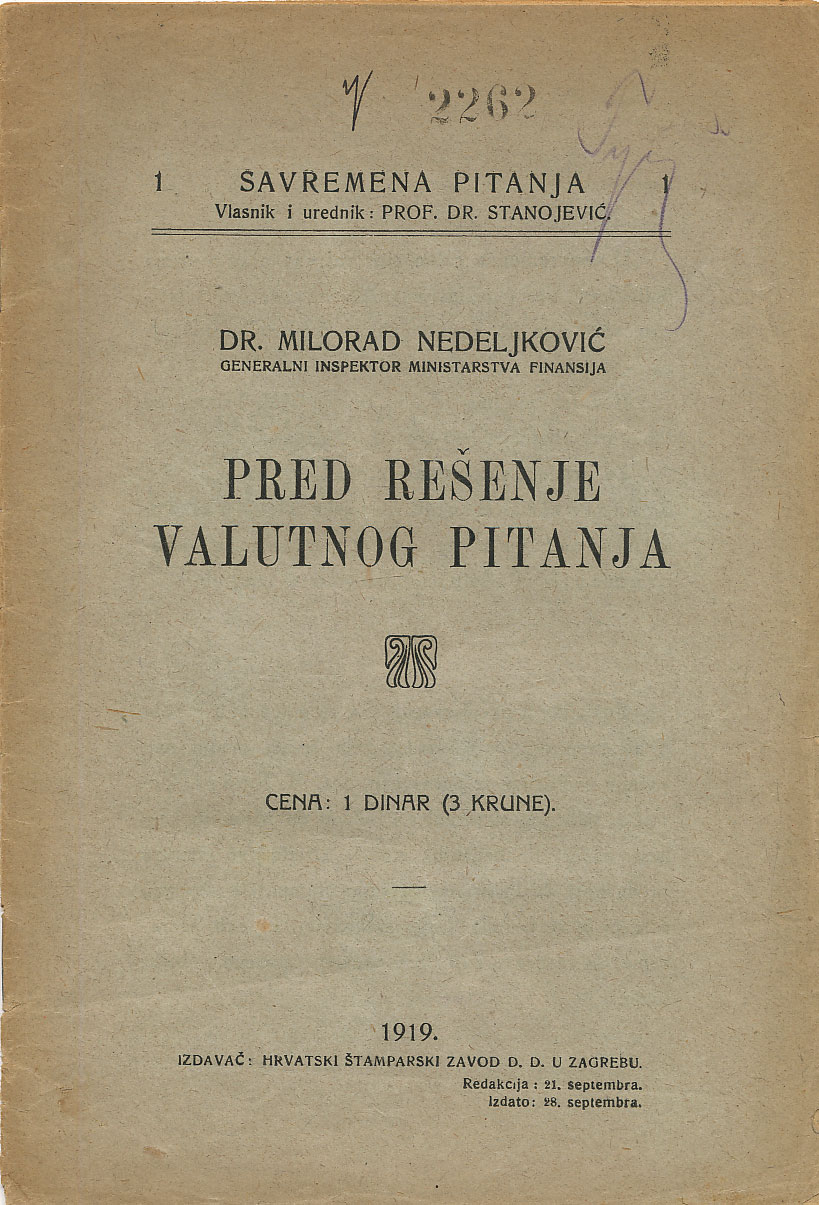 2262
1 SAVREMENA PITANJA 1
Vlasnik i urednik: PROF. DR. STANOJEVIĆ.
DR. MILORAD NEDELJKOVIĆ
GENERALNI INSPEKTOR MINISTARSTVA FINANSIJA
PRED REŠENJE
VALUTNOG PITANJA
CENA: 1 DINAR (3 KRUNE).
1919.
IZDAVAČ: HRVATSKI ŠTAMPARSKI ZAVOD D. D. U ZAGREBU.
Redakcija: 21. septembra.
Izdato: 28. septembra.